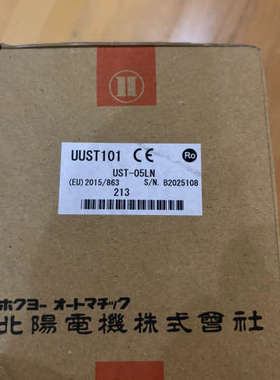 UUST101 CE Ro
UST-05LN
(EU)2015/863 S/N. B2025108
213
ホクヨー オートマチック
北陽電機株式會社